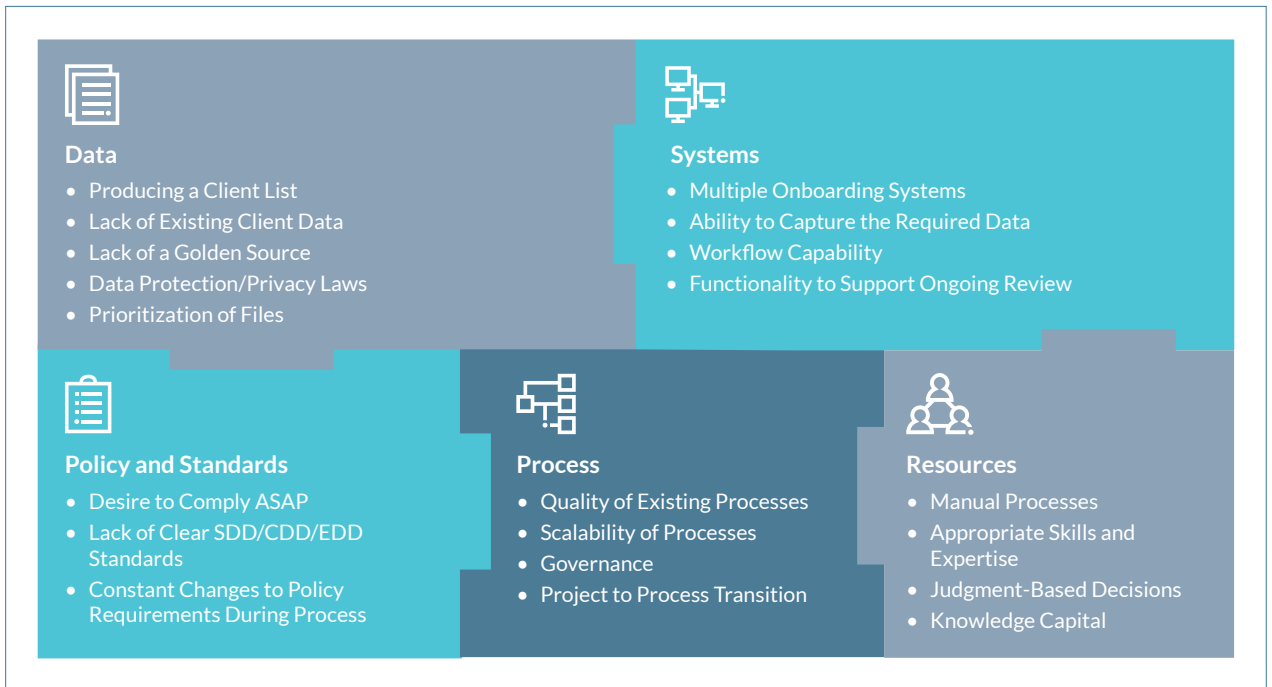 Data
• Producing a Client List
• Lack of Existing Client Data
• Lack of a Golden Source
• Data Protection/Privacy Laws
• Prioritization of Files
Systems
• Multiple Onboarding Systems
• Ability to Capture the Required Data
• Workflow Capability
• Functionality to Support Ongoing Review
Policy and Standards
• Desire to Comply ASAP
• Lack of Clear SDD/CDD/EDD
Standards
• Constant Changes to Policy
Requirements During Process
Process
• Quality of Existing Processes
• Scalability of Processes
• Governance
• Project to Process Transition
Resources
• Manual Processes
• Appropriate Skills and
Expertise
• Judgment-Based Decisions
• Knowledge Capital